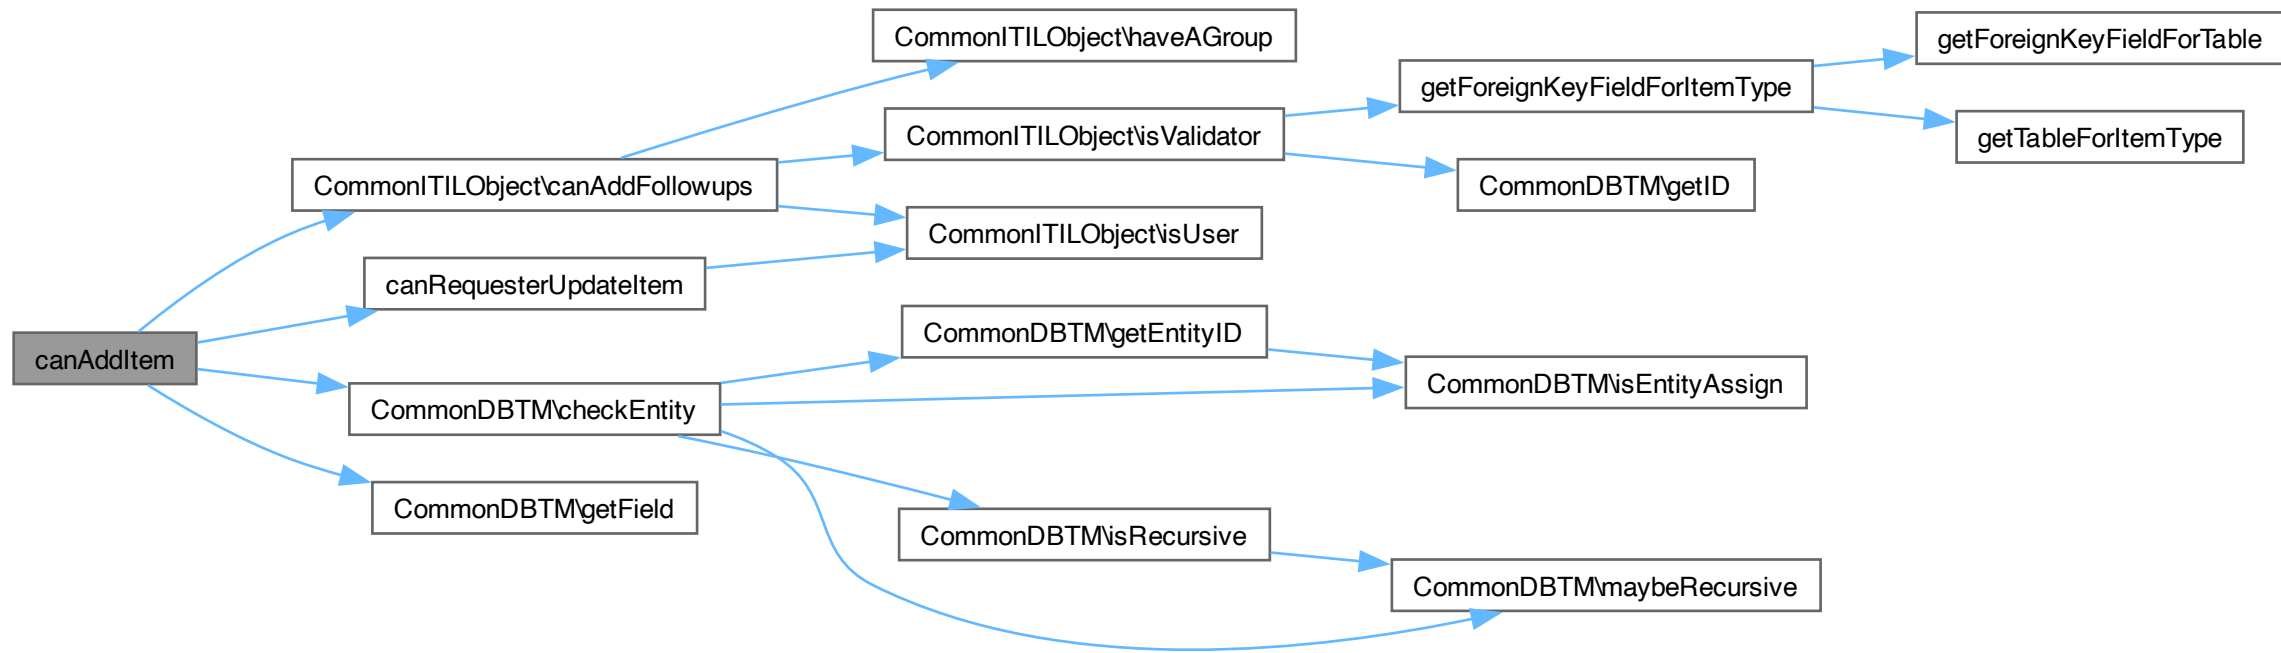 canAddItem
CommonITILObject\canAddFollowups
canRequesterUpdateItem
CommonDBTM\checkEntity
CommonDBTM\getField
CommonITILObject\haveAGroup
CommonITILObject\isValidator
CommonITILObject\isUser
CommonDBTM\getEntityID
CommonDBTM\isRecursive
getForeignKeyFieldForItemType
CommonDBTM\getID
CommonDBTM\isEntityAssign
CommonDBTM\maybeRecursive
getForeignKeyFieldForTable
getTableForItemType